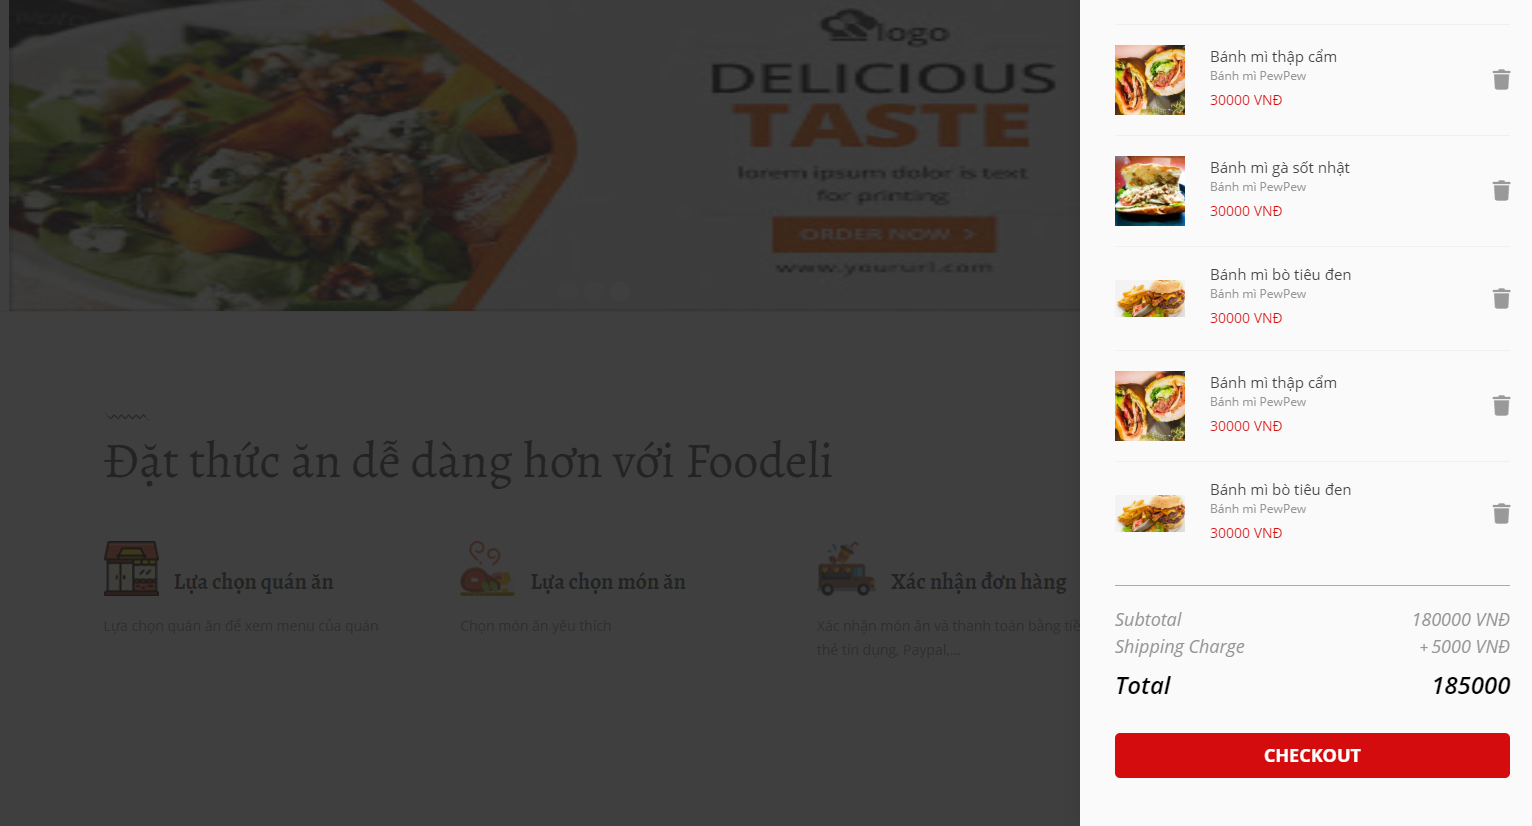 logo
DELICIOUS
TASTE
lorem ipsum dolor is text
for printing
ORDER NOW >
www.yoururl.com
Đặt thức ăn dễ dàng hơn với Foodeli
Lựa chọn quán ăn
Lựa chọn quán ăn để xem menu của quán
Lựa chọn món ăn
Chọn món ăn yêu thích
Xác nhận đơn hàng
Xác nhận món ăn và thanh toán bằng
thẻ tín dụng, Paypal,...
Bánh mì thập cẩm
Bánh mì PewPew
30000 VNĐ
Bánh mì gà sốt nhật
Bánh mì PewPew
30000 VNĐ
Bánh mì bò tiêu đen
Bánh mì PewPew
30000 VNĐ
Bánh mì thập cẩm
Bánh mì PewPew
30000 VNĐ
Bánh mì bò tiêu đen
Bánh mì PewPew
30000 VNĐ
Subtotal 180000 VNĐ
Shipping Charge + 5000 VNĐ
Total 185000
CHECKOUT